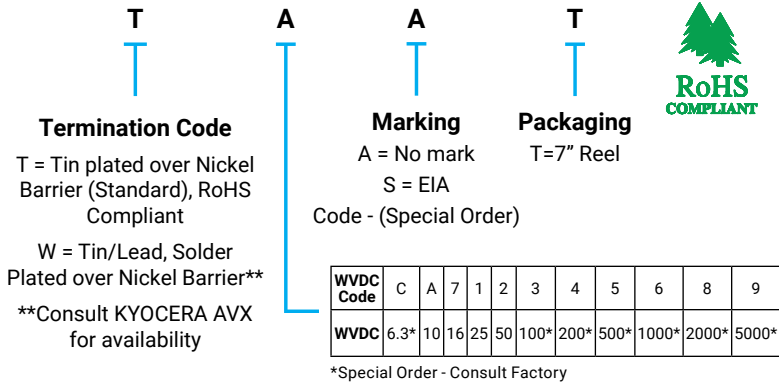 T A A T
RoHS
COMPLIANT
Termination Code
T = Tin plated over Nickel
Barrier (Standard), RoHS
Compliant
W = Tin/Lead, Solder
Plated over Nickel Barrier**
**Consult KYOCERA AVX
for availability
Marking
A = No mark
S = EIA
Code - (Special Order)
Packaging
T=7” Reel
WVDC Code C A 7 1 2 3 4 5 6 8 9
WVDC 6.3* 10 16 25 50 100* 200* 500* 1000* 2000* 5000*
*Special Order - Consult Factory